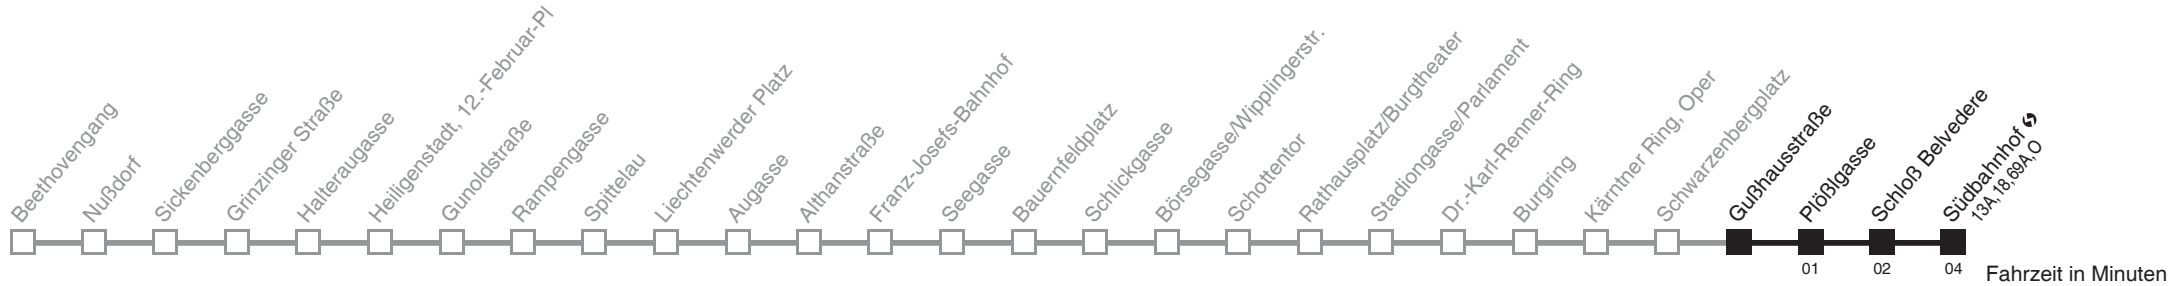 Beethovengang
Nußdorf
Sickenberggasse
Grinzinger Straße
Halteraugasse
Heiligenstadt, 12.-Februar-Pl
Gunoldstraße
Rampengasse
Spittelau
Liechtenwerder Platz
Augasse
Althanstraße
Franz-Josefs-Bahnhof
Seegasse
Bauernfeldplatz
Schlickgasse
Börsegasse/Wipplingerstr.
Schottentor
Rathausplatz/Burgtheater
Stadiongasse/Parlament
Dr.-Karl-Renner-Ring
Burgring
Kärntner Ring, Oper
Schwarzenbergplatz
Gußhausstraße
Plößlgasse
Schloß Belvedere
Südbahnhof
13A, 18, 69A, O
01
02
04
Fahrzeit in Minuten